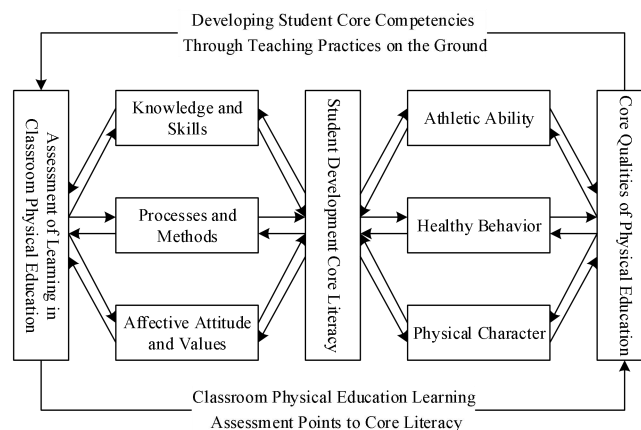 Developing Student Core Competencies
Through Teaching Practices on the Ground
Assessment of Learning in
Classroom Physical Education
Knowledge and
Skills
Processes and
Methods
Affective Attitude
and Values
Student Development Core Literacy
Athletic Ability
Healthy Behavior
Physical Character
Core Qualities of Physical Education
Classroom Physical Education Learning
Assessment Points to Core Literacy